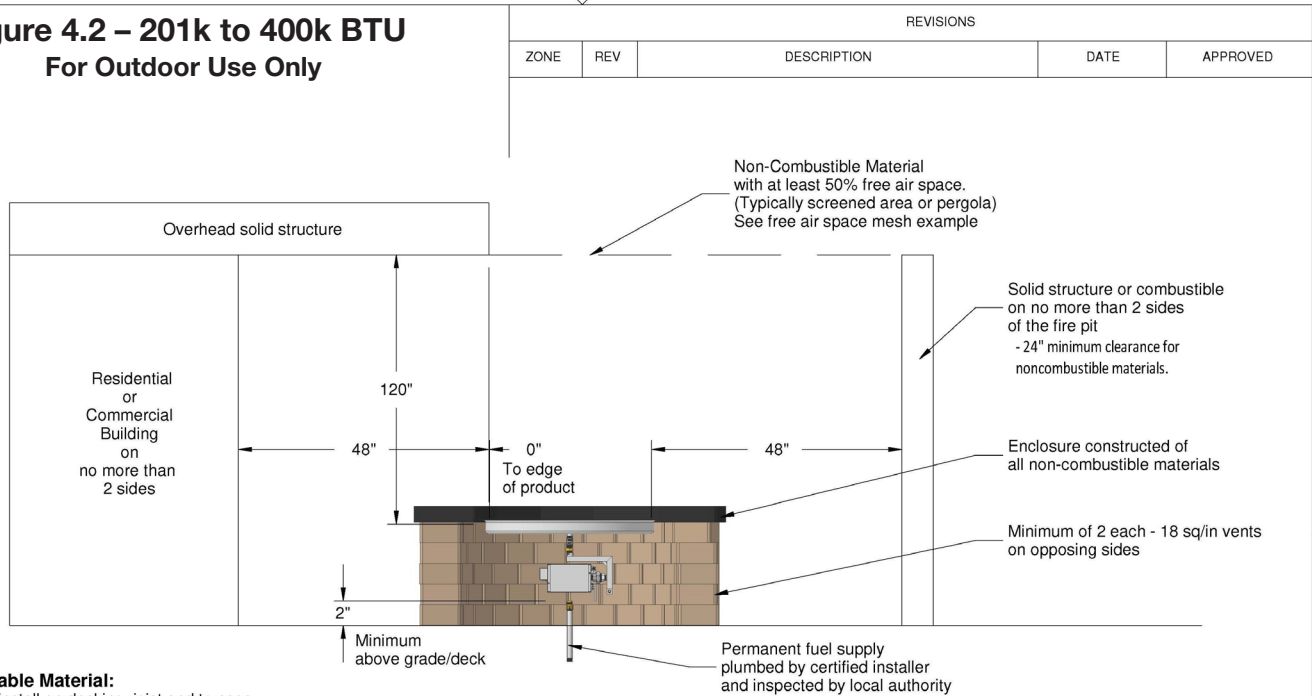 gure 4.2 – 201k to 400k BTU
For Outdoor Use Only
REVISIONS
ZONE REV DESCRIPTION DATE APPROVED
Non-Combustible Material
with at least 50% free air space.
(Typically screened area or pergola)
See free air space mesh example
Overhead solid structure
Solid structure or combustible
on no more than 2 sides
of the fire pit
- 24" minimum clearance for
noncombustible materials.
Residential
or
Commercial
Building
on
no more than
2 sides
120"
48"
0"
To edge
of product
48"
Enclosure constructed of
all non-combustible materials
Minimum of 2 each - 18 sq/in vents
on opposing sides
2"
Minimum
above grade/deck
Permanent fuel supply
plumbed by certified installer
and inspected by local authority
able Material: